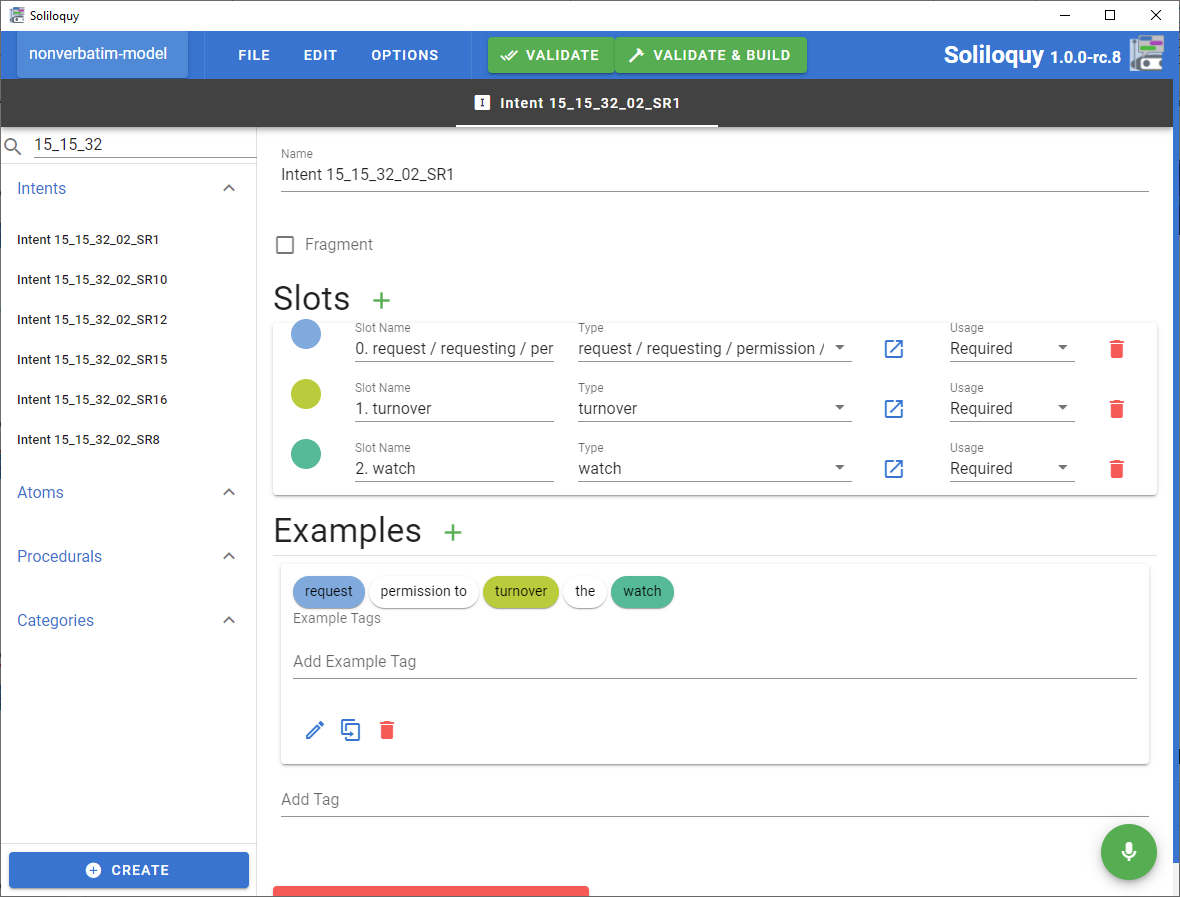 Soliloquy
nonverbatim-model
FILE
EDIT
OPTIONS
VALIDATE
VALIDATE & BUILD
Soliloquy 1.0.0-rc.8
I Intent 15_15_32_02_SR1
15_15_32
Intents
Intent 15_15_32_02_SR1
Intent 15_15_32_02_SR10
Intent 15_15_32_02_SR12
Intent 15_15_32_02_SR15
Intent 15_15_32_02_SR16
Intent 15_15_32_02_SR8
Atoms
Procedurals
Categories
CREATE
Name
Intent 15_15_32_02_SR1
Fragment
Slots +
Slot Name Type Usage
0. request / requesting / per request / requesting / permission / Required
Slot Name Type Usage
1. turnover turnover Required
Slot Name Type Usage
2. watch watch Required
Examples +
request permission to turnover the watch
Example Tags
Add Example Tag
Add Tag